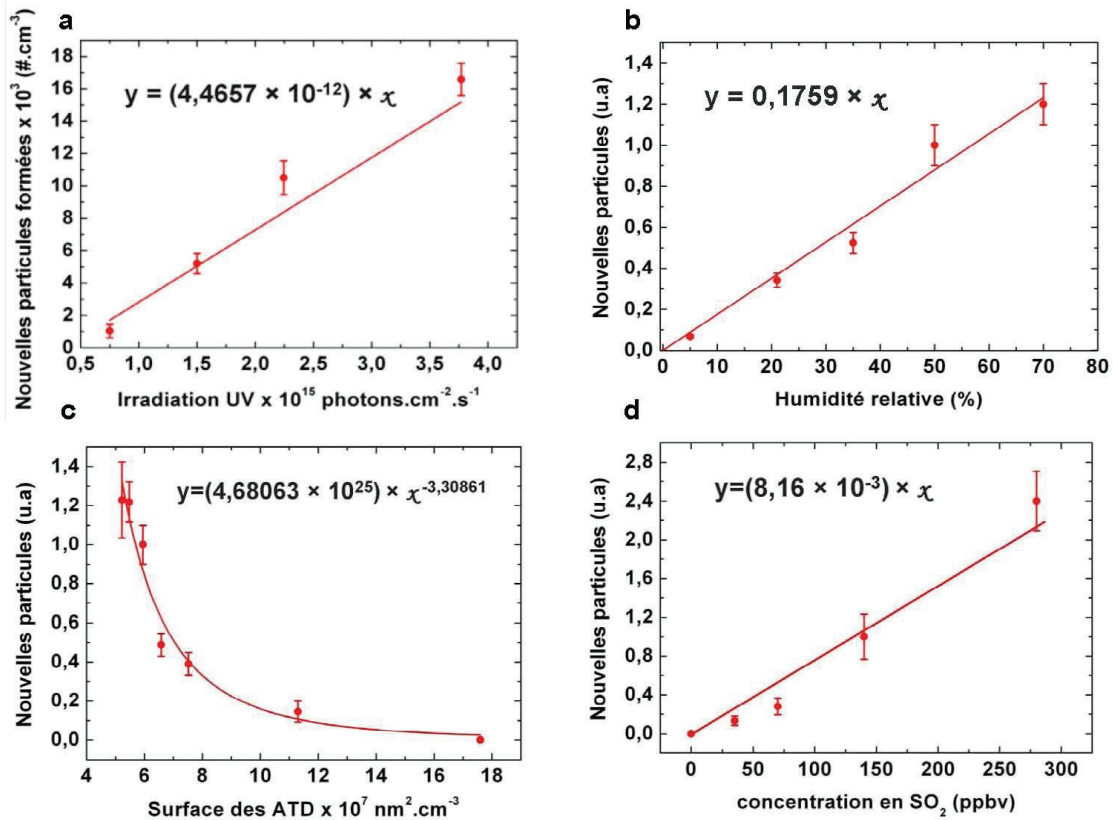 a
Nouvelles particules formées x 10³ (#.cm⁻³)
y = (4,4657 × 10⁻¹²) × x
18
16
14
12
10
8
6
4
2
0
0,5 1,0 1,5 2,0 2,5 3,0 3,5 4,0
Irradiation UV x 10¹⁵ photons.cm⁻².s⁻¹
b
Nouvelles particules (u.a)
y = 0,1759 × x
1,4
1,2
1,0
0,8
0,6
0,4
0,2
0,0
0 10 20 30 40 50 60 70 80
Humidité relative (%)
c
Nouvelles particules (u.a)
y=(4,68063 × 10²⁵) × x⁻³,³⁰⁸⁶¹
1,4
1,2
1,0
0,8
0,6
0,4
0,2
0,0
4 6 8 10 12 14 16 18
Surface des ATD x 10⁷ nm².cm⁻³
d
Nouvelles particules (u.a)
y=(8,16 × 10⁻³) × x
2,8
2,4
2,0
1,6
1,2
0,8
0,4
0,0
0 50 100 150 200 250 300
concentration en SO₂ (ppbv)